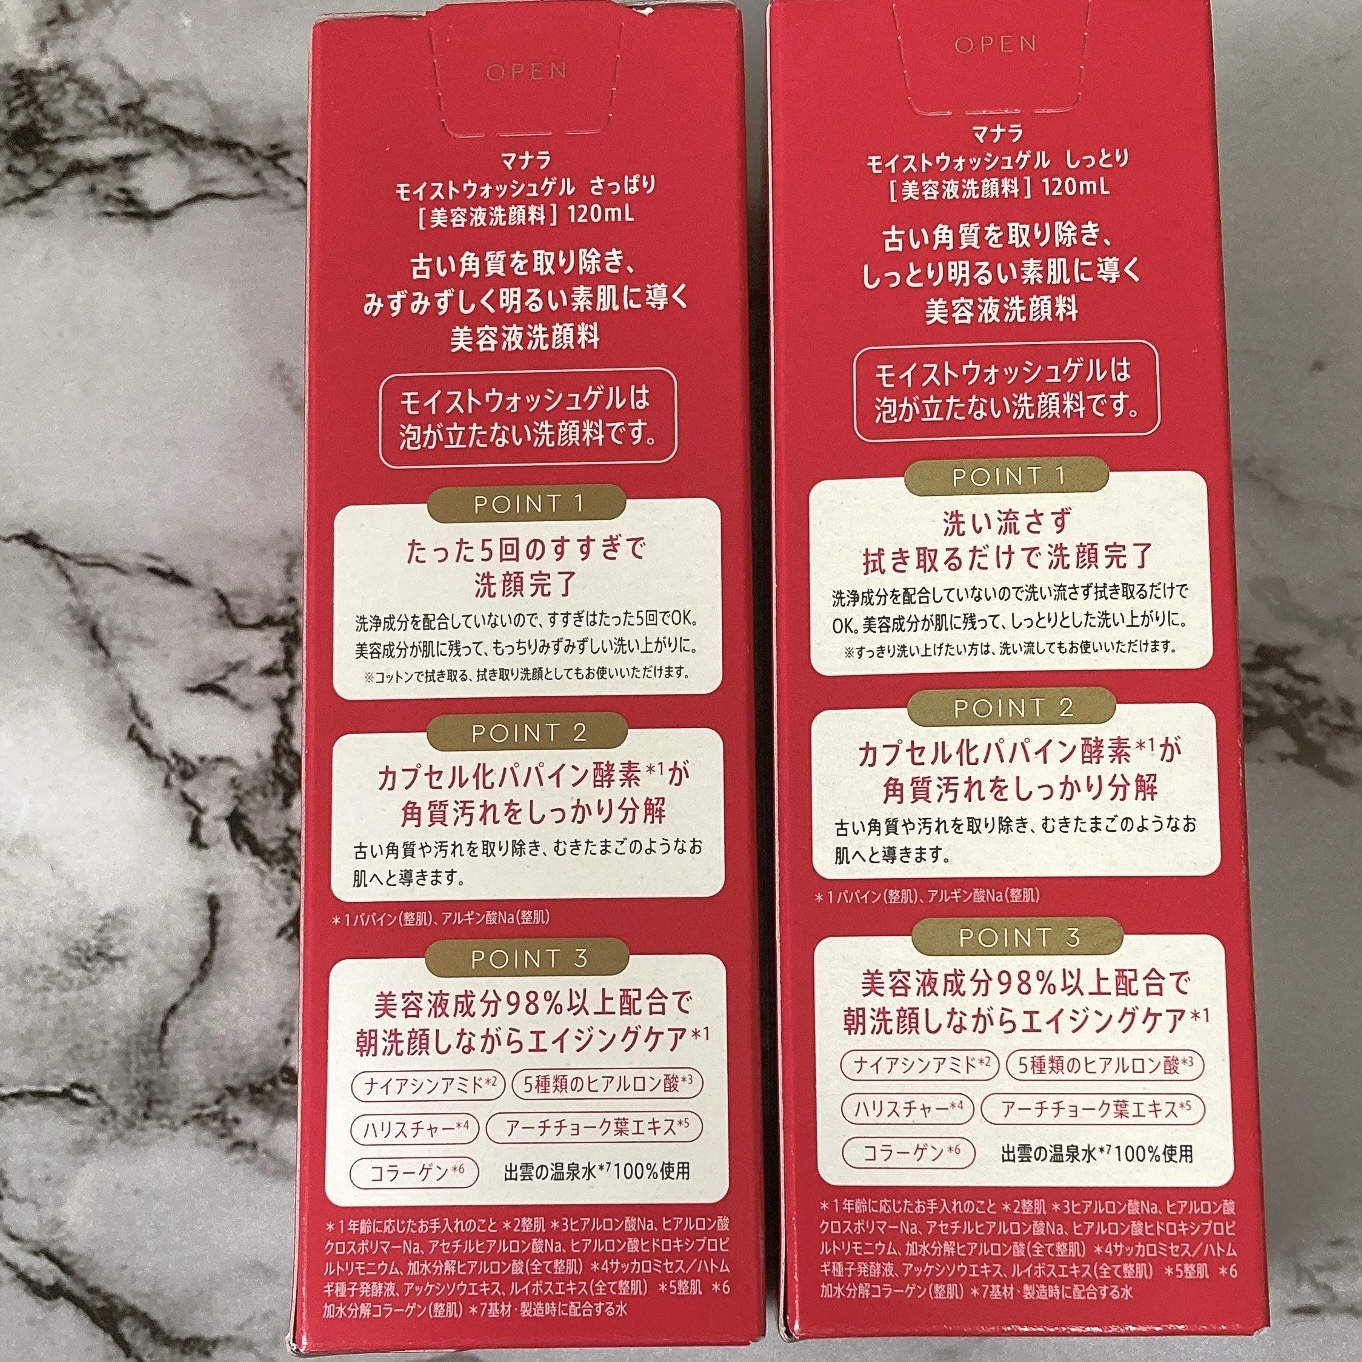 OPEN
マナラ
モイストウォッシュゲル さっぱり
[美容液洗顔料] 120mL
古い角質を取り除き、
みずみずしく明るい素肌に導く
美容液洗顔料
モイストウォッシュゲルは
泡が立たない洗顔料です。
POINT 1
たった5回のすすぎで
洗顔完了
洗浄成分を配合していないので、すすぎはたった5回でOK。
美容成分が肌に残って、もっちりみずみずしい洗い上がりに。
※コットンで拭き取る、拭き取り洗顔としてもお使いいただけます。
POINT 2
カプセル化パパイン酵素*1が
角質汚れをしっかり分解
古い角質や汚れを取り除き、むきたまごのようなお
肌へと導きます。
*1パパイン(整肌)、アルギン酸Na(整肌)
POINT 3
美容液成分98%以上配合で
朝洗顔しながらエイジングケア*1
ナイアシンアミド*2 5種類のヒアルロン酸*3
ハリスチャー*4 アーチチョーク葉エキス*5
コラーゲン*6 出雲の温泉水*7100%使用
*1年齢に応じたお手入れのこと *2整肌 *3ヒアルロン酸Na、ヒアルロン酸
クロスポリマーNa、アセチルヒアルロン酸Na、ヒアルロン酸ヒドロキシプロピ
ルトリモニウム、加水分解ヒアルロン酸(全て整肌) *4サッカロミセス/ハトム
ギ種子発酵液、アッケシソウエキス、ルイボスエキス(全て整肌) *5整肌 *6
加水分解コラーゲン(整肌) *7基材・製造時に配合する水
OPEN
マナラ
モイストウォッシュゲル しっとり
[美容液洗顔料] 120mL
古い角質を取り除き、
しっとり明るい素肌に導く
美容液洗顔料
モイストウォッシュゲルは
泡が立たない洗顔料です。
POINT 1
洗い流さず
拭き取るだけで洗顔完了
洗浄成分を配合していないので洗い流さず拭き取るだけで
OK。美容成分が肌に残って、しっとりとした洗い上がりに。
※すっきり洗い上げたい方は、洗い流してもお使いいただけます。
POINT 2
カプセル化パパイン酵素*1が
角質汚れをしっかり分解
古い角質や汚れを取り除き、むきたまごのようなお
肌へと導きます。
*1パパイン(整肌)、アルギン酸Na(整肌)
POINT 3
美容液成分98%以上配合で
朝洗顔しながらエイジングケア*1
ナイアシンアミド*2 5種類のヒアルロン酸*3
ハリスチャー*4 アーチチョーク葉エキス*5
コラーゲン*6 出雲の温泉水*7100%使用
*1年齢に応じたお手入れのこと *2整肌 *3ヒアルロン酸Na、ヒアルロン酸
クロスポリマーNa、アセチルヒアルロン酸Na、ヒアルロン酸ヒドロキシプロピ
ルトリモニウム、加水分解ヒアルロン酸(全て整肌) *4サッカロミセス/ハトム
ギ種子発酵液、アッケシソウエキス、ルイボスエキス(全て整肌) *5整肌 *6
加水分解コラーゲン(整肌) *7基材・製造時に配合する水